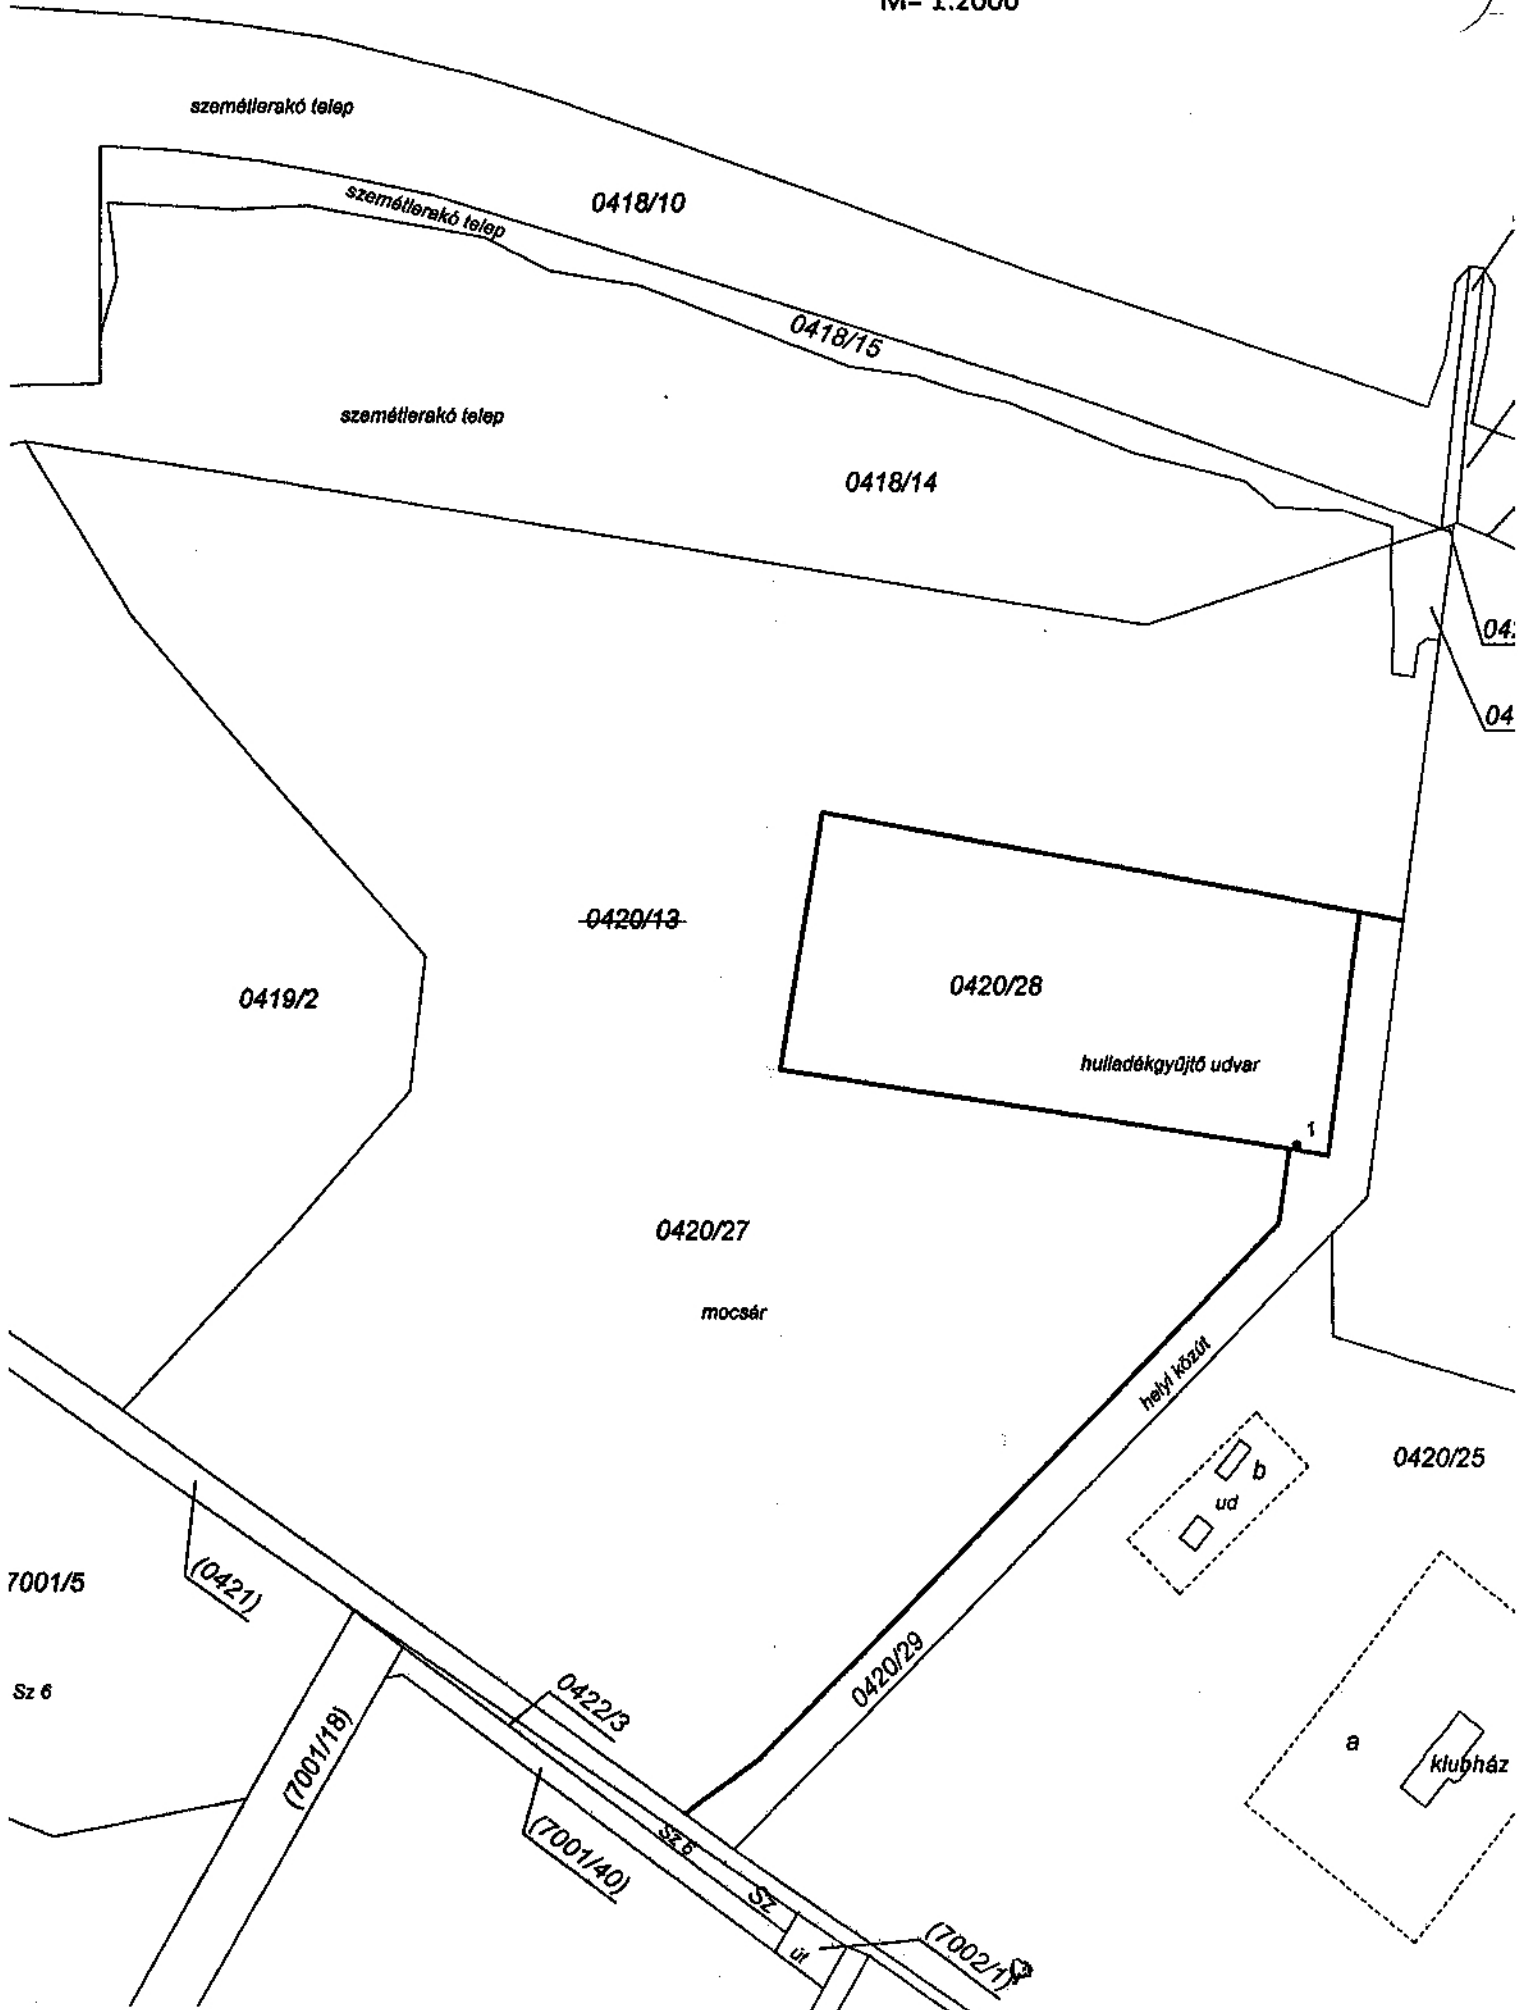 M= 1:2000
szemétlerakó telep
szemétlerakó telep
0418/10
0418/15
szemétlerakó telep
0418/14
04
0420/13
0420/28
0419/2
hulladékgyűjtő udvar
1
0420/27
mocsár
helyi közút
0420/25
b
ud
7001/5
(0421)
0420/29
Sz 6
0422/3
(7001/18)
a
klubház
Sz 6
(7001/40)
Sz
(7002/1)
út